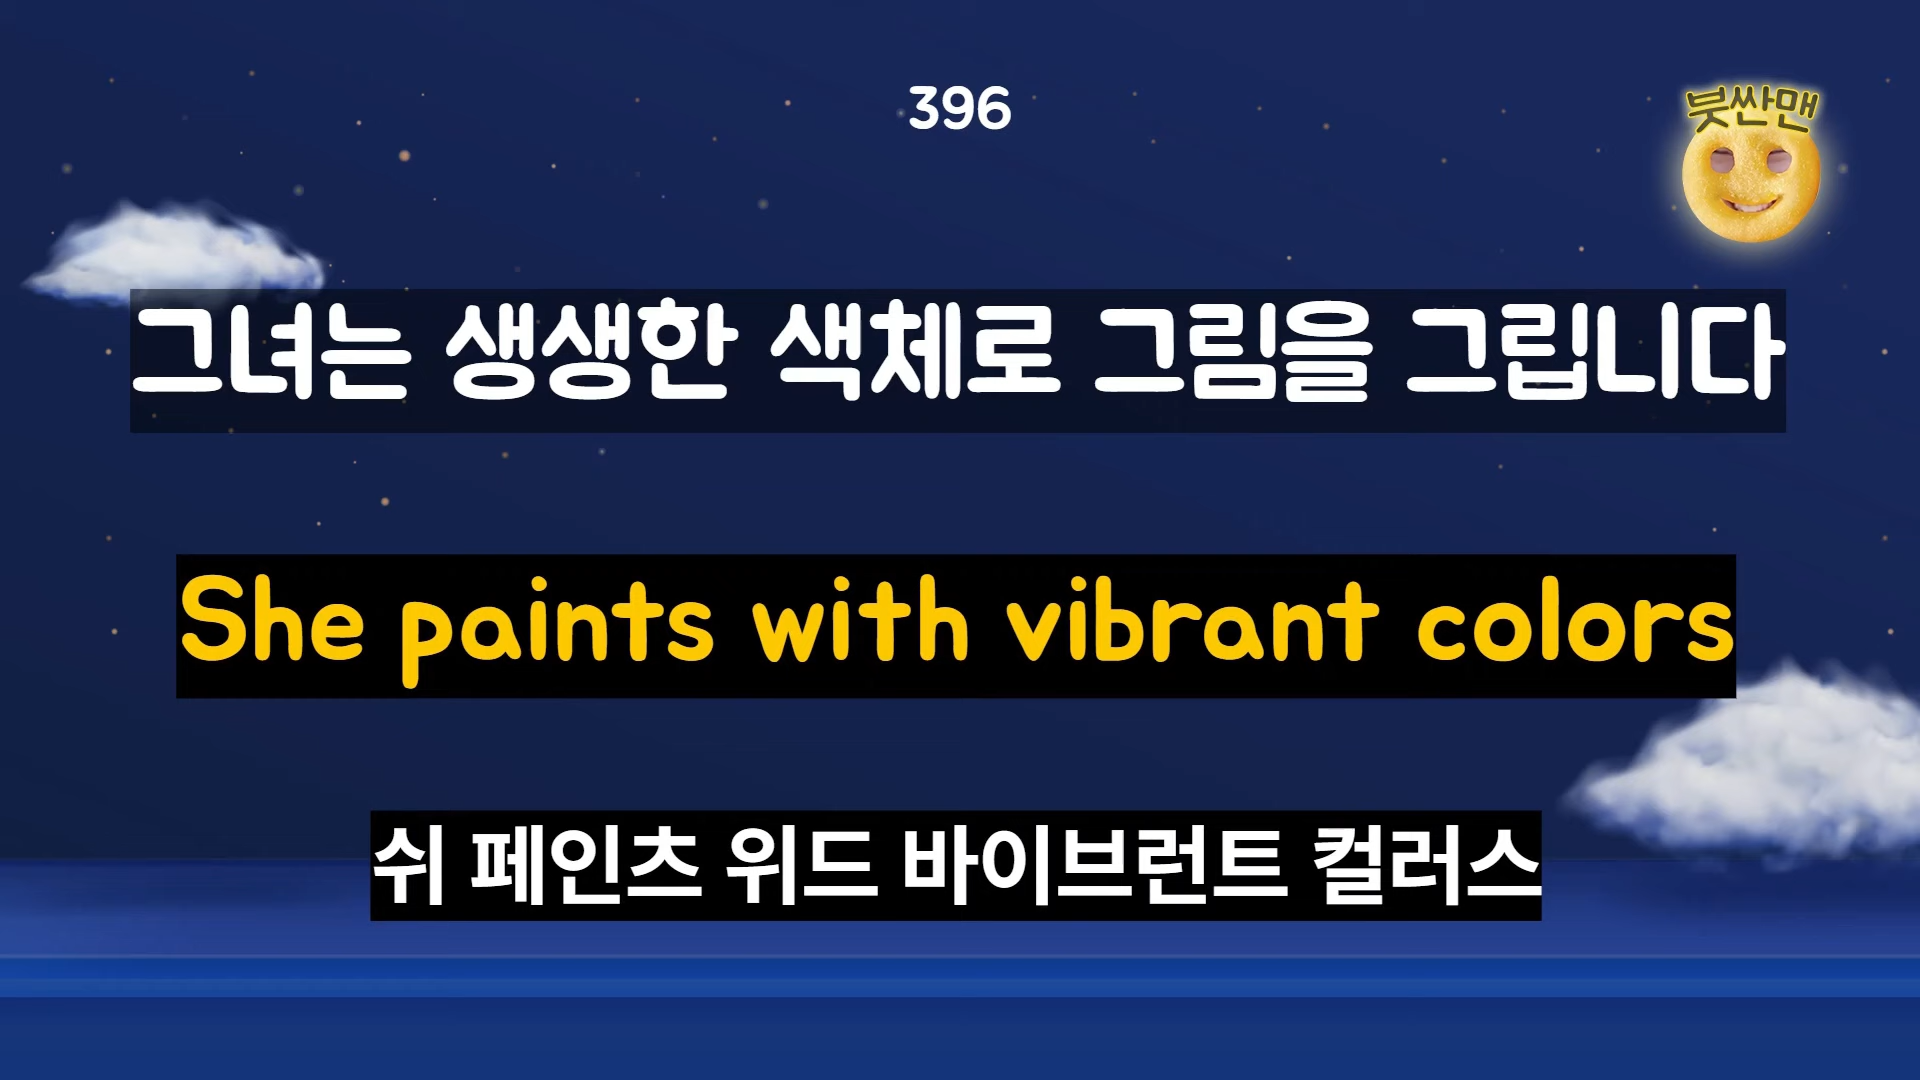 396
붓싼맨
그녀는 생생한 색체로 그림을 그립니다
She paints with vibrant colors
쉬 페인츠 위드 바이브런트 컬러스